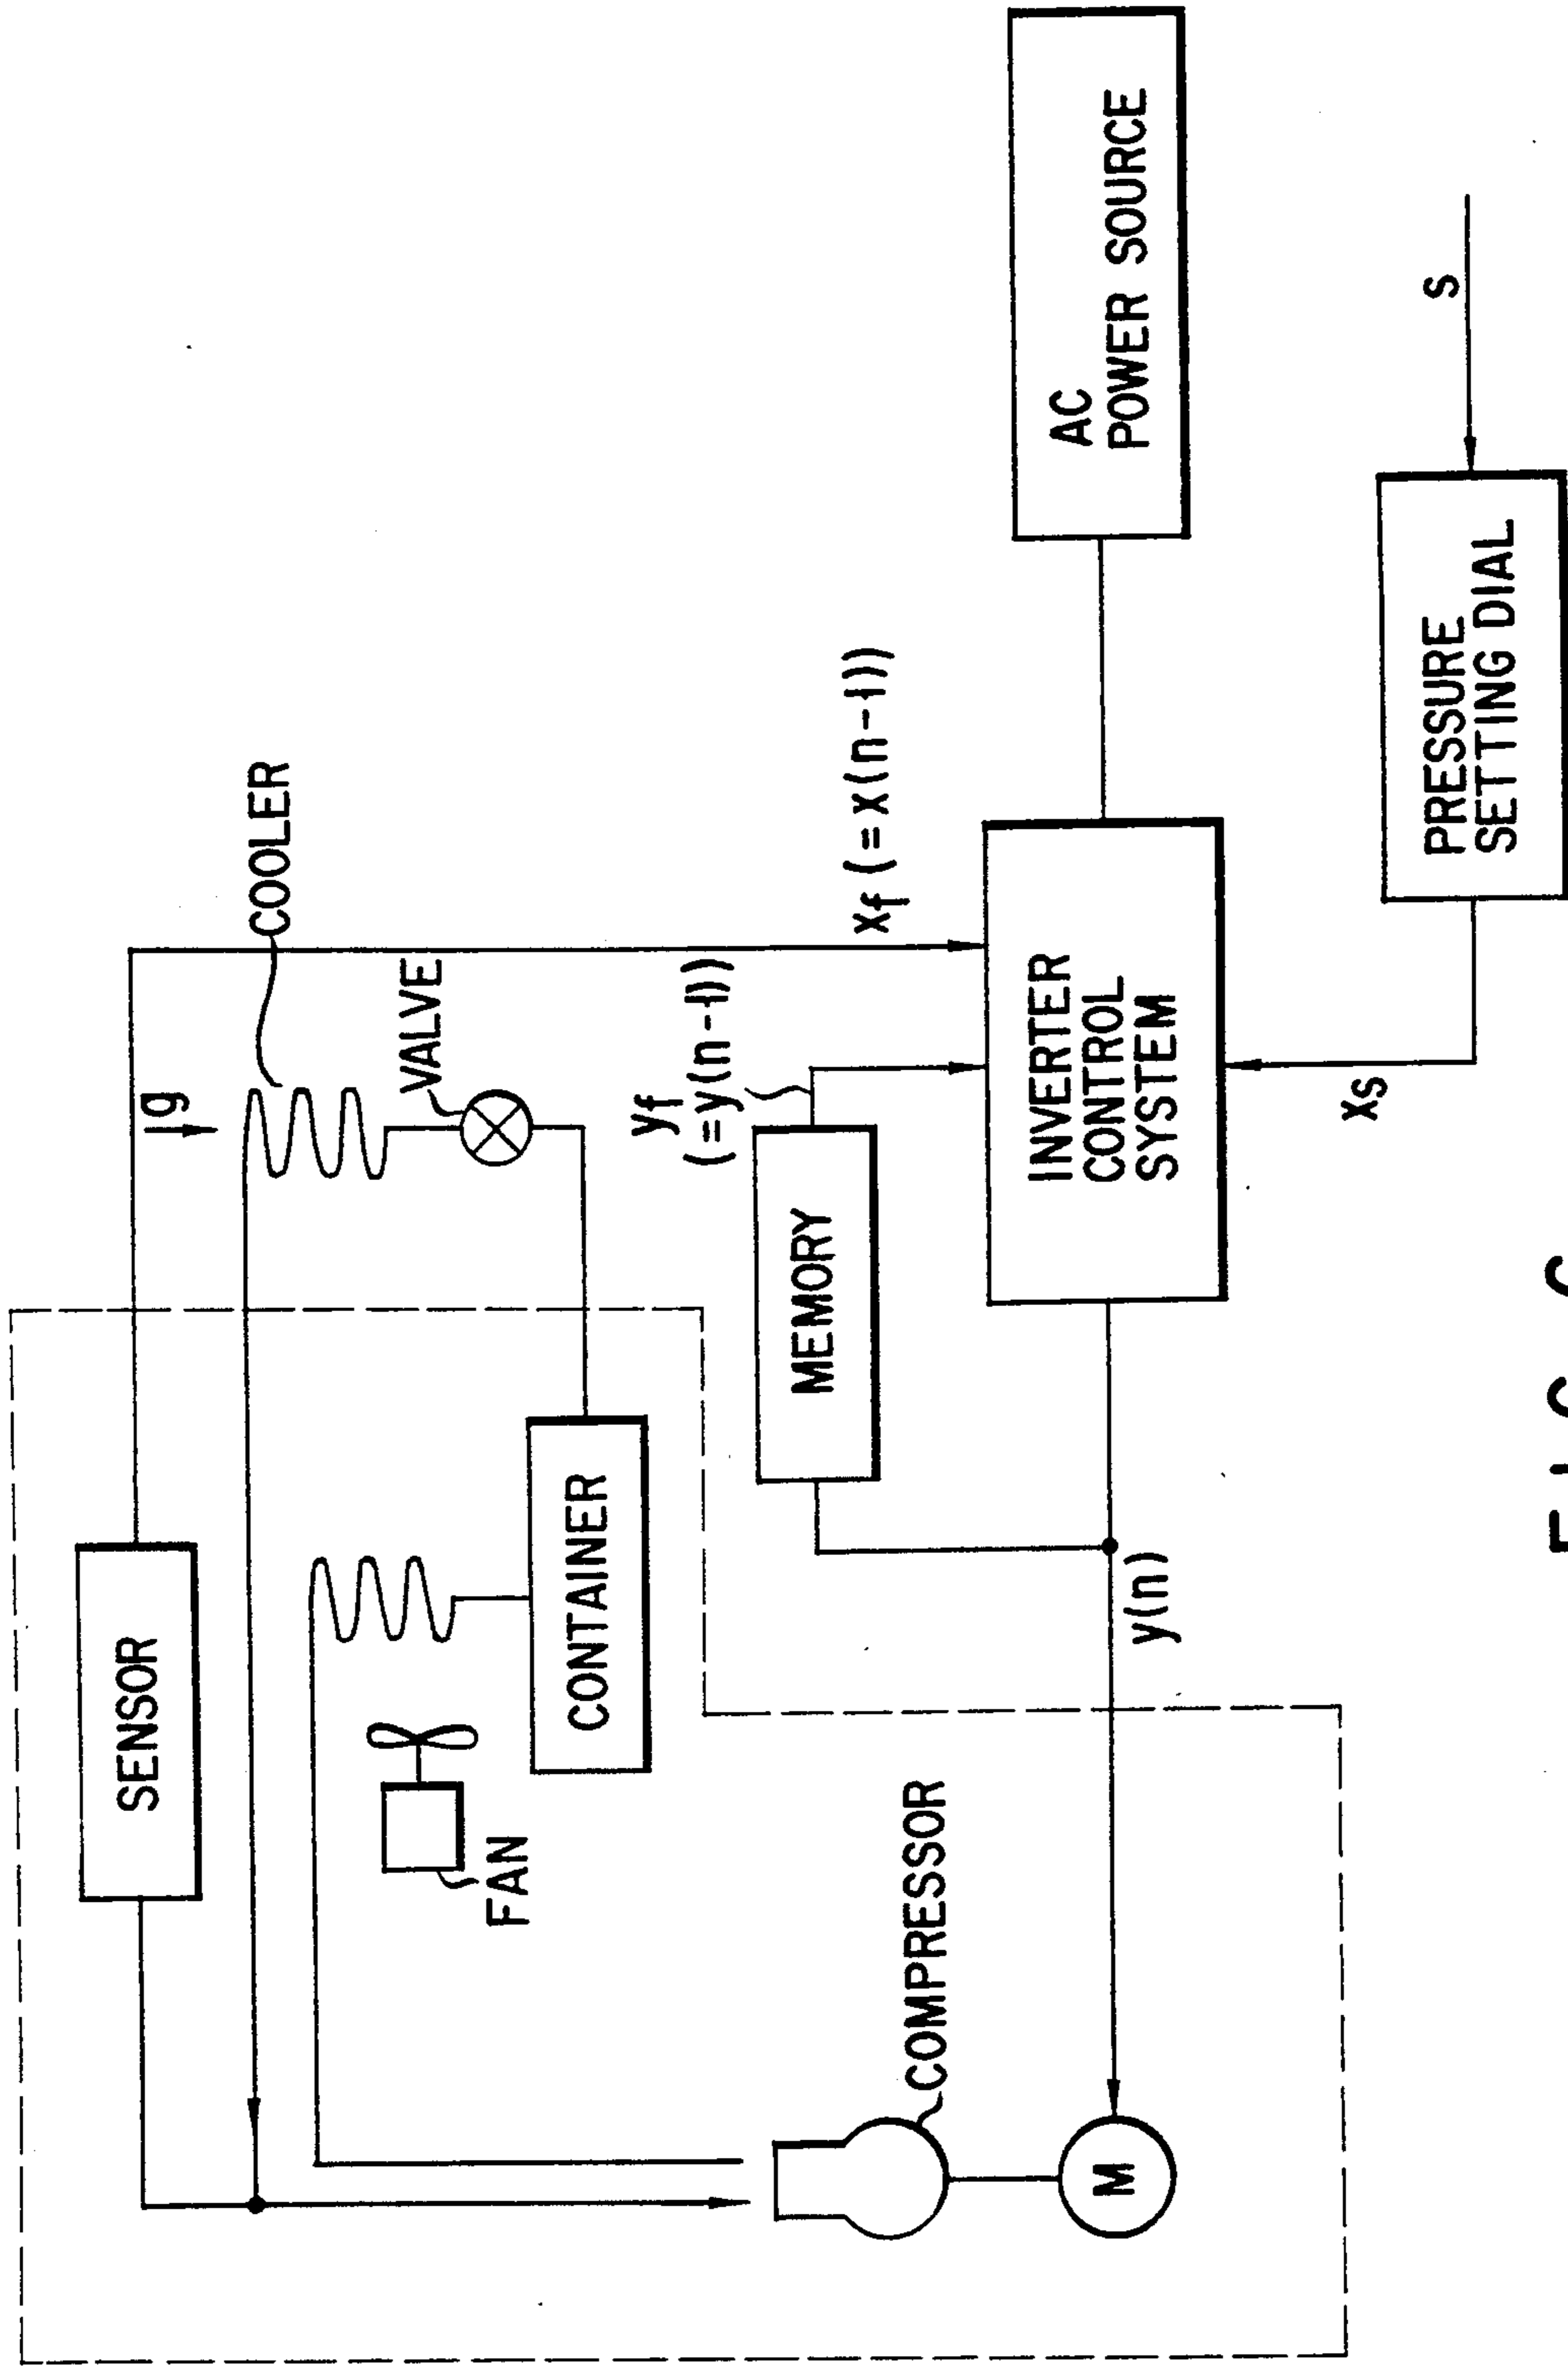 SENSOR
g
COOLER
VALVE
FAN
CONTAINER
yf
(=y(n-1))
xf (=x(n-1))
MEMORY
COMPRESSOR
M
y(n)
INVERTER
CONTROL
SYSTEM
AC
POWER SOURCE
xs
PRESSURE
SETTING DIAL
S